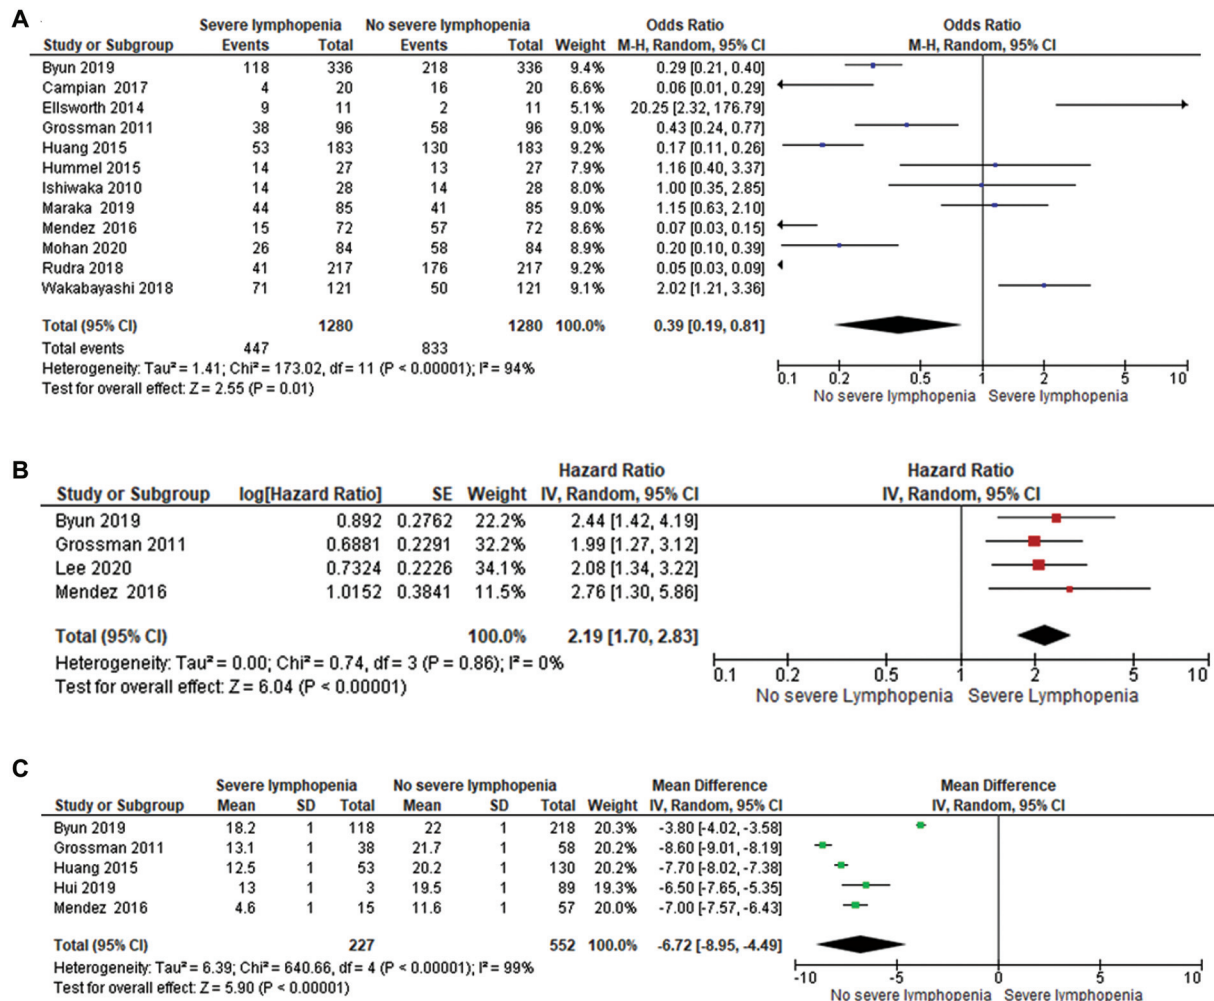 A
Severe lymphopenia No severe lymphopenia Odds Ratio Odds Ratio
Study or Subgroup Events Total Events Total Weight M-H, Random, 95% CI M-H, Random, 95% CI
Byun 2019 118 336 218 336 9.4% 0.29 [0.21, 0.40]
Campian 2017 4 20 16 20 6.6% 0.06 [0.01, 0.29]
Ellsworth 2014 9 11 2 11 5.1% 20.25 [2.32, 176.79]
Grossman 2011 38 96 58 96 9.0% 0.43 [0.24, 0.77]
Huang 2015 53 183 130 183 9.2% 0.17 [0.11, 0.26]
Hummel 2015 14 27 13 27 7.9% 1.16 [0.40, 3.37]
Ishiwaka 2010 14 28 14 28 8.0% 1.00 [0.35, 2.85]
Maraka 2019 44 85 41 85 9.0% 1.15 [0.63, 2.10]
Mendez 2016 15 72 57 72 8.6% 0.07 [0.03, 0.15]
Mohan 2020 26 84 58 84 8.9% 0.20 [0.10, 0.39]
Rudra 2018 41 217 176 217 9.2% 0.05 [0.03, 0.09]
Wakabayashi 2018 71 121 50 121 9.1% 2.02 [1.21, 3.36]
Total (95% CI) 1280 1280 100.0% 0.39 [0.19, 0.81]
Total events 447 833
Heterogeneity: Tau² = 1.41; Chi² = 173.02, df = 11 (P < 0.00001); I² = 94%
Test for overall effect: Z = 2.55 (P = 0.01)
0.1 0.2 0.5 1 2 5 10
No severe lymphopenia Severe lymphopenia
B
Hazard Ratio Hazard Ratio
Study or Subgroup log[Hazard Ratio] SE Weight IV, Random, 95% CI IV, Random, 95% CI
Byun 2019 0.892 0.2762 22.2% 2.44 [1.42, 4.19]
Grossman 2011 0.6881 0.2291 32.2% 1.99 [1.27, 3.12]
Lee 2020 0.7324 0.2226 34.1% 2.08 [1.34, 3.22]
Mendez 2016 1.0152 0.3841 11.5% 2.76 [1.30, 5.86]
Total (95% CI) 100.0% 2.19 [1.70, 2.83]
Heterogeneity: Tau² = 0.00; Chi² = 0.74, df = 3 (P = 0.86); I² = 0%
Test for overall effect: Z = 6.04 (P < 0.00001)
0.1 0.2 0.5 1 2 5 10
No severe Lymphopenia Severe Lymphopenia
C
Severe lymphopenia No severe lymphopenia Mean Difference Mean Difference
Study or Subgroup Mean SD Total Mean SD Total Weight IV, Random, 95% CI IV, Random, 95% CI
Byun 2019 18.2 1 118 22 1 218 20.3% -3.80 [-4.02, -3.58]
Grossman 2011 13.1 1 38 21.7 1 58 20.2% -8.60 [-9.01, -8.19]
Huang 2015 12.5 1 53 20.2 1 130 20.2% -7.70 [-8.02, -7.38]
Hui 2019 13 1 3 19.5 1 89 19.3% -6.50 [-7.65, -5.35]
Mendez 2016 4.6 1 15 11.6 1 57 20.0% -7.00 [-7.57, -6.43]
Total (95% CI) 227 552 100.0% -6.72 [-8.95, -4.49]
Heterogeneity: Tau² = 6.39; Chi² = 640.66, df = 4 (P < 0.00001); I² = 99%
Test for overall effect: Z = 5.90 (P < 0.00001)
-10 -5 0 5 10
No severe lymphopenia Severe lymphopenia